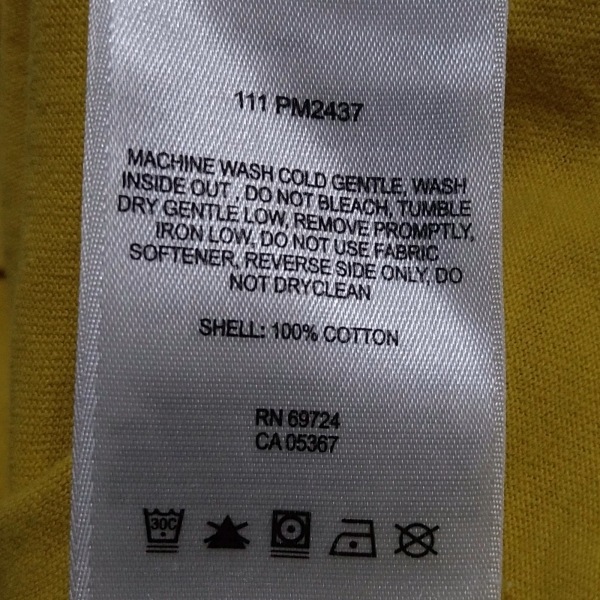 111 PM2437
MACHINE WASH COLD GENTLE, WASH
INSIDE OUT , DO NOT BLEACH, TUMBLE
DRY GENTLE LOW, REMOVE PROMPTLY,
IRON LOW, DO NOT USE FABRIC
SOFTENER, REVERSE SIDE ONLY, DO
NOT DRYCLEAN
SHELL: 100% COTTON
RN 69724
CA 05367
30C